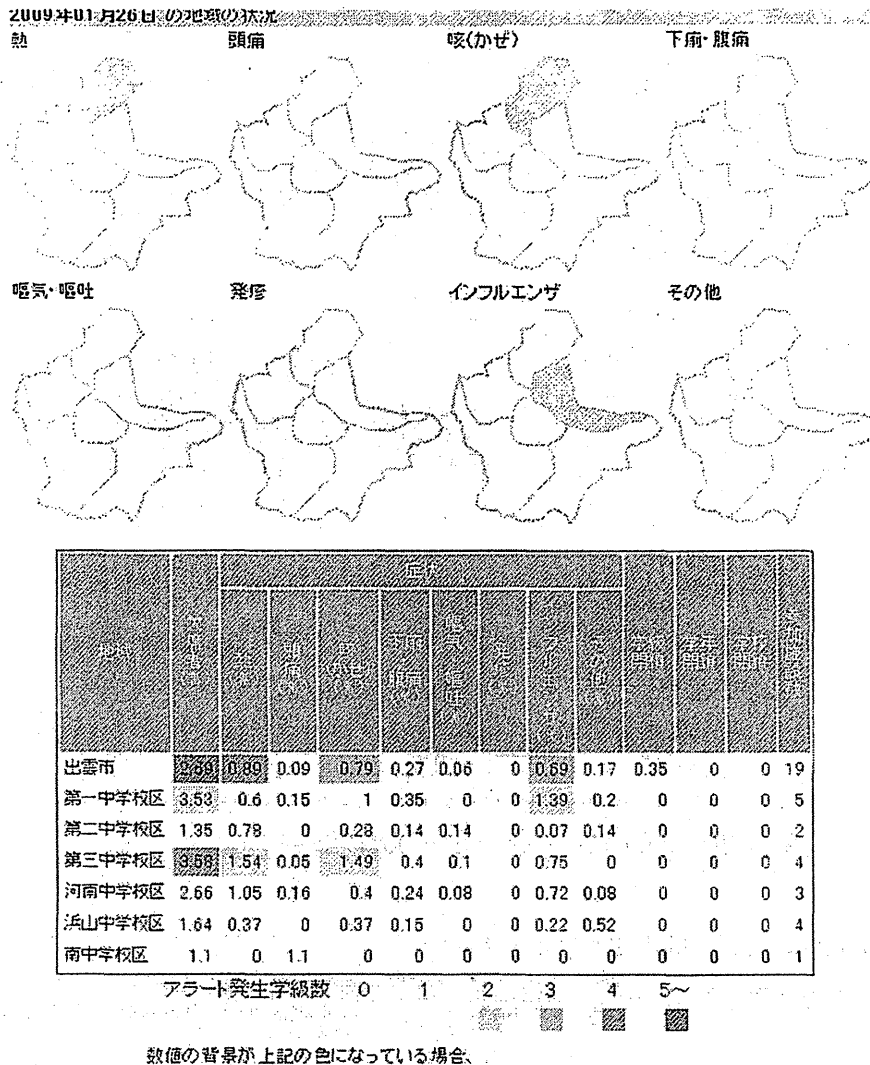 2009年01月26日の地域の状況
熱 頭痛 咳(かぜ) 下痢・腹痛
嘔気・嘔吐 発疹 インフルエンザ その他
出雲市 0.89 0.09 0.79 0.27 0.06 0 0.69 0.17 0.35 0 0 19
第一中学校区 3.53 0.6 0.15 1 0.35 0 0 1.39 0.2 0 0 0 5
第二中学校区 1.35 0.78 0 0.28 0.14 0.14 0 0.07 0.14 0 0 0 2
第三中学校区 3.58 1.54 0.05 1.49 0.4 0.1 0 0.75 0 0 0 0 4
河南中学校区 2.66 1.05 0.16 0.4 0.24 0.08 0 0.72 0.08 0 0 0 3
浜山中学校区 1.64 0.37 0 0.37 0.15 0 0 0.22 0.52 0 0 0 4
南中学校区 1.1 0 1.1 0 0 0 0 0 0 0 0 0 1
アラート発生学級数 0 1 2 3 4 5〜
数値の背景が上記の色になっている場合、